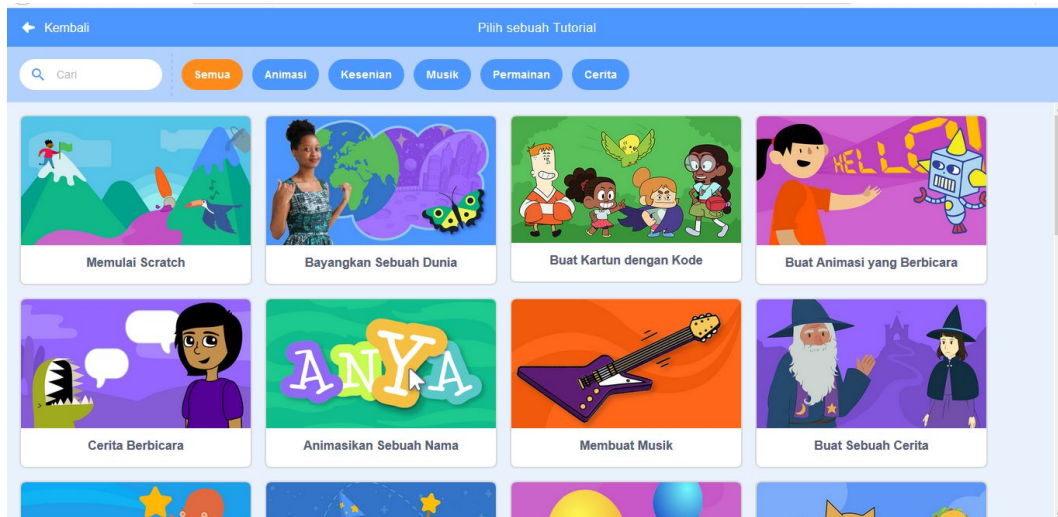 Kembali
Pilih sebuah Tutorial
Cari
Semua
Animasi
Kesenian
Musik
Permainan
Cerita
HELLO!
Memulai Scratch
Bayangkan Sebuah Dunia
Buat Kartun dengan Kode
Buat Animasi yang Berbicara
ANYA
Cerita Berbicara
Animasikan Sebuah Nama
Membuat Musik
Buat Sebuah Cerita